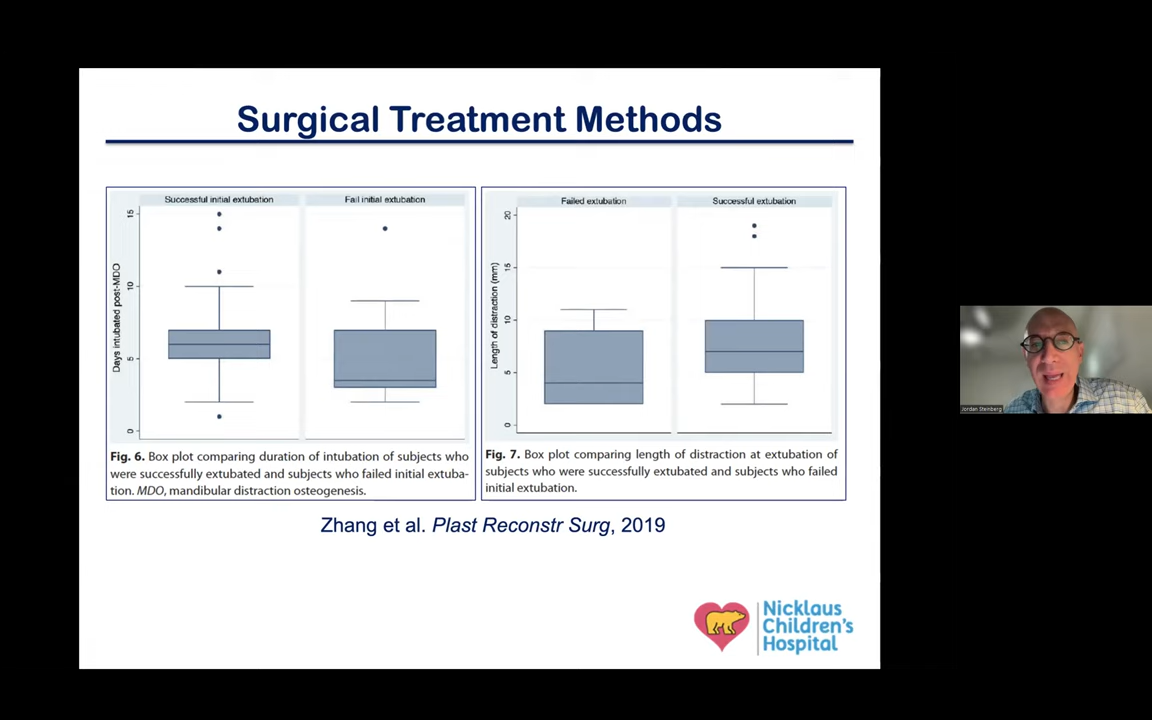 Surgical Treatment Methods
Successful initial extubation
Fail initial extubation
Days intubated post-MDO
15
10
5
0
Fig. 6. Box plot comparing duration of intubation of subjects who
were successfully extubated and subjects who failed initial extuba-
tion. MDO, mandibular distraction osteogenesis.
Failed extubation
Successful extubation
Length of distraction (mm)
20
15
10
5
0
Fig. 7. Box plot comparing length of distraction at extubation of
subjects who were successfully extubated and subjects who failed
initial extubation.
Zhang et al. Plast Reconstr Surg, 2019
Nicklaus
Children's
Hospital
Jordan Steinberg